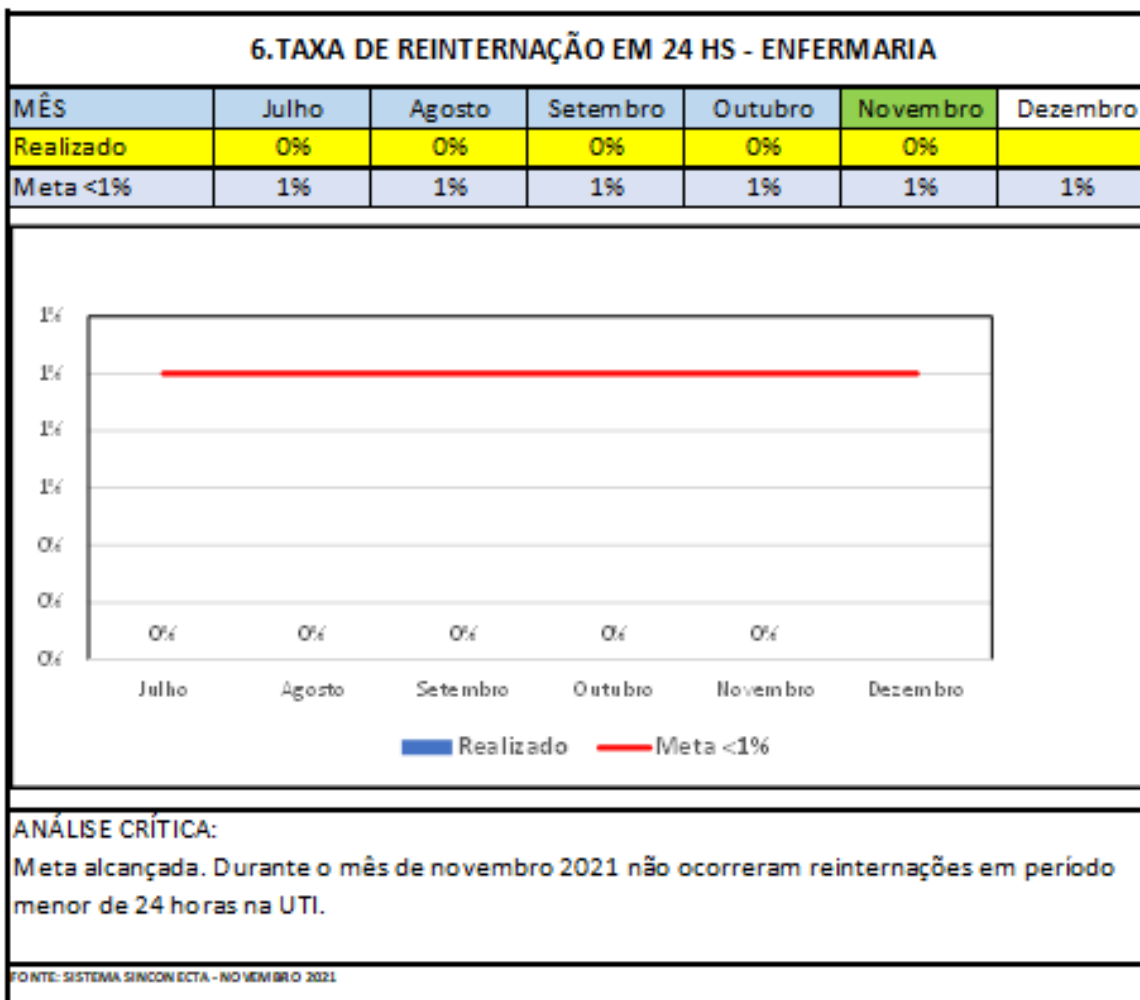 6.TAXA DE REINTERNAÇÃO EM 24 HS - ENFERMARIA
MÊS Julho Agosto Setembro Outubro Novembro Dezembro
Realizado 0% 0% 0% 0% 0%
Meta <1% 1% 1% 1% 1% 1% 1%
1%
1%
1%
1%
0%
0%
0% 0% 0% 0% 0%
0%
Julho Agosto Setembro Outubro Novembro Dezembro
Realizado Meta <1%
ANÁLISE CRÍTICA:
Meta alcançada. Durante o mês de novembro 2021 não ocorreram reinternações em período
menor de 24 horas na UTI.
FONTE: SISTEMA SINCONECTA - NOVEMBRO 2021